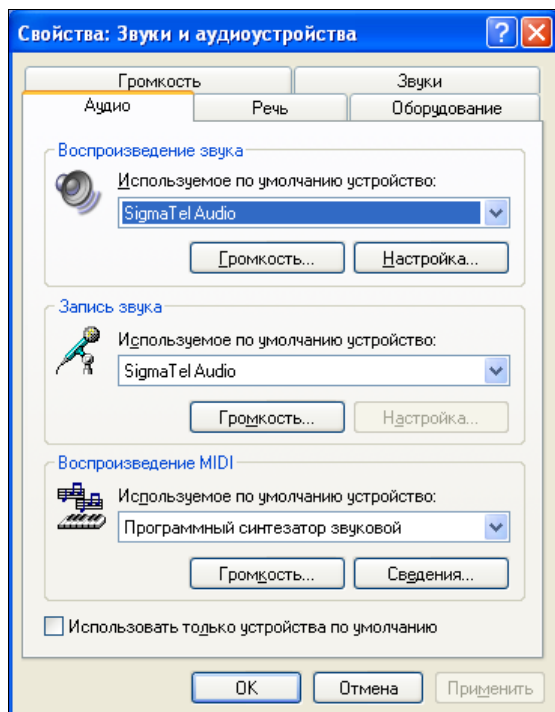 Свойства: Звуки и аудиоустройства
Громкость Звуки
Аудио Речь Оборудование
Воспроизведение звука
Используемое по умолчанию устройство:
SigmaTel Audio
Громкость... Настройка...
Запись звука
Используемое по умолчанию устройство:
SigmaTel Audio
Громкость... Настройка...
Воспроизведение MIDI
Используемое по умолчанию устройство:
Программный синтезатор звуковой
Громкость... Сведения...
Использовать только устройства по умолчанию
ОК Отмена Применить